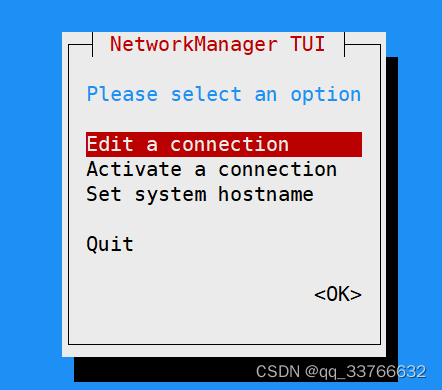 NetworkManager TUI
Please select an option
Edit a connection
Activate a connection
Set system hostname
Quit
<OK>
CSDN @qq_33766632